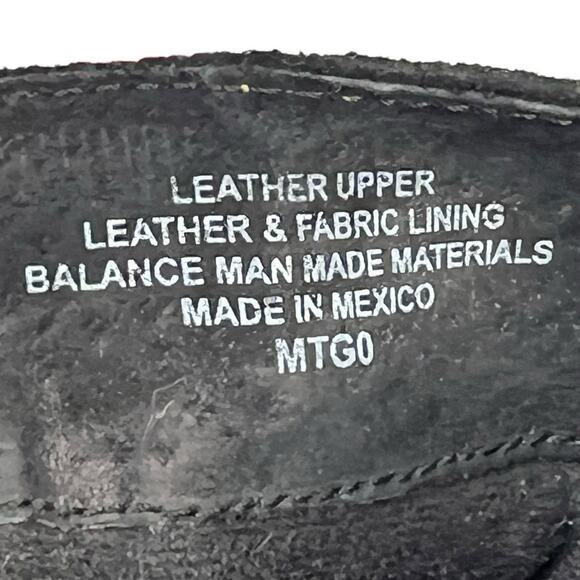 LEATHER UPPER
LEATHER & FABRIC LINING
BALANCE MAN MADE MATERIALS
MADE IN MEXICO
MTG0